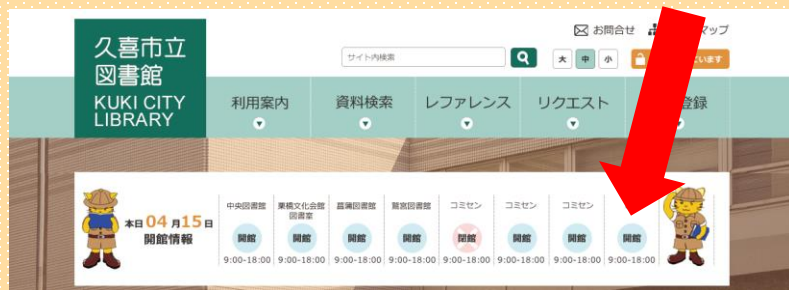 お問合せ
マップ
久喜市立
図書館
KUKI CITY
LIBRARY
サイト内検索
大 中 小
います
利用案内 資料検索 レファレンス リクエスト 登録
本日04月15日
開館情報
中央図書館 栗橋文化会館図書室 菖蒲図書館 鷲宮図書館 コミセン コミセン コミセン
開館 開館 開館 開館 閉館 開館 開館 開館
9:00-18:00 9:00-18:00 9:00-18:00 9:00-18:00 9:00-18:00 9:00-18:00 9:00-18:00 9:00-18:00